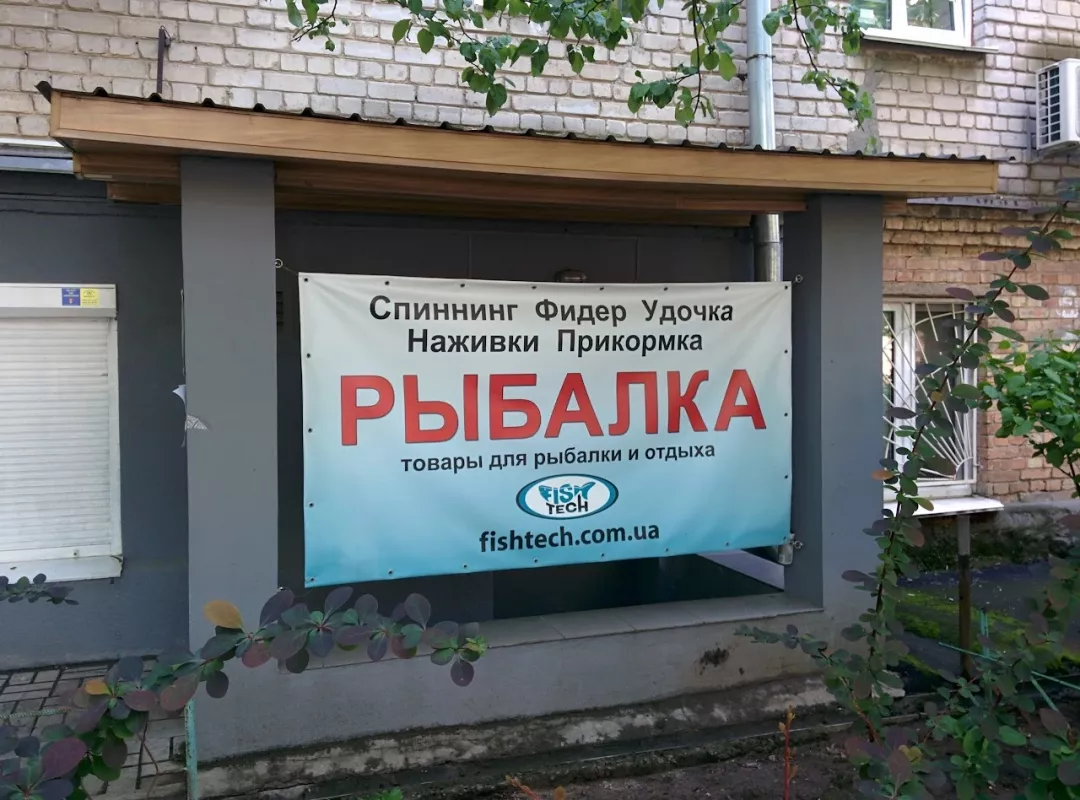 Спиннинг Фидер Удочка
Наживки Прикормка
РЫБАЛКА
товары для рыбалки и отдыха
FISH
TECH
fishtech.com.ua